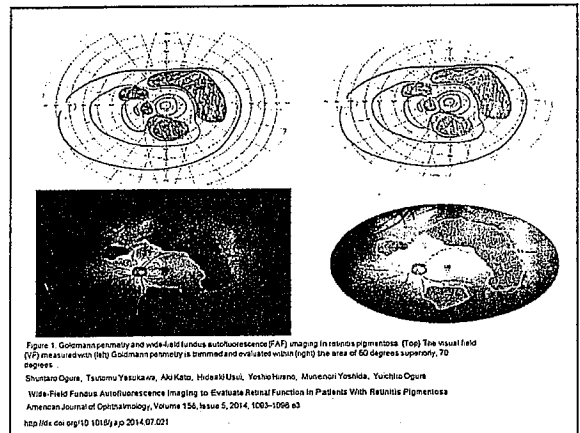 Figure 1. Goldmann perimetry and wide-field fundus autofluorescence (FAF) imaging in retinitis pigmentosa. (Top) The visual field
(VF) measured with (left) Goldmann perimetry is trimmed and evaluated within (right) the area of 60 degrees superiorly, 70
degrees ..
Shuntaro Ogura, Tsutomu Yasukawa, Aki Kato, Hideaki Usui, Yoshio Hirano, Munenori Yoshida, Yuichiro Ogura
Wide-Field Fundus Autofluorescence Imaging to Evaluate Retinal Function in Patients With Retinitis Pigmentosa
American Journal of Ophthalmology, Volume 158, Issue 5, 2014, 1093–1098.e3
http://dx.doi.org/10.1016/j.ajo.2014.07.021